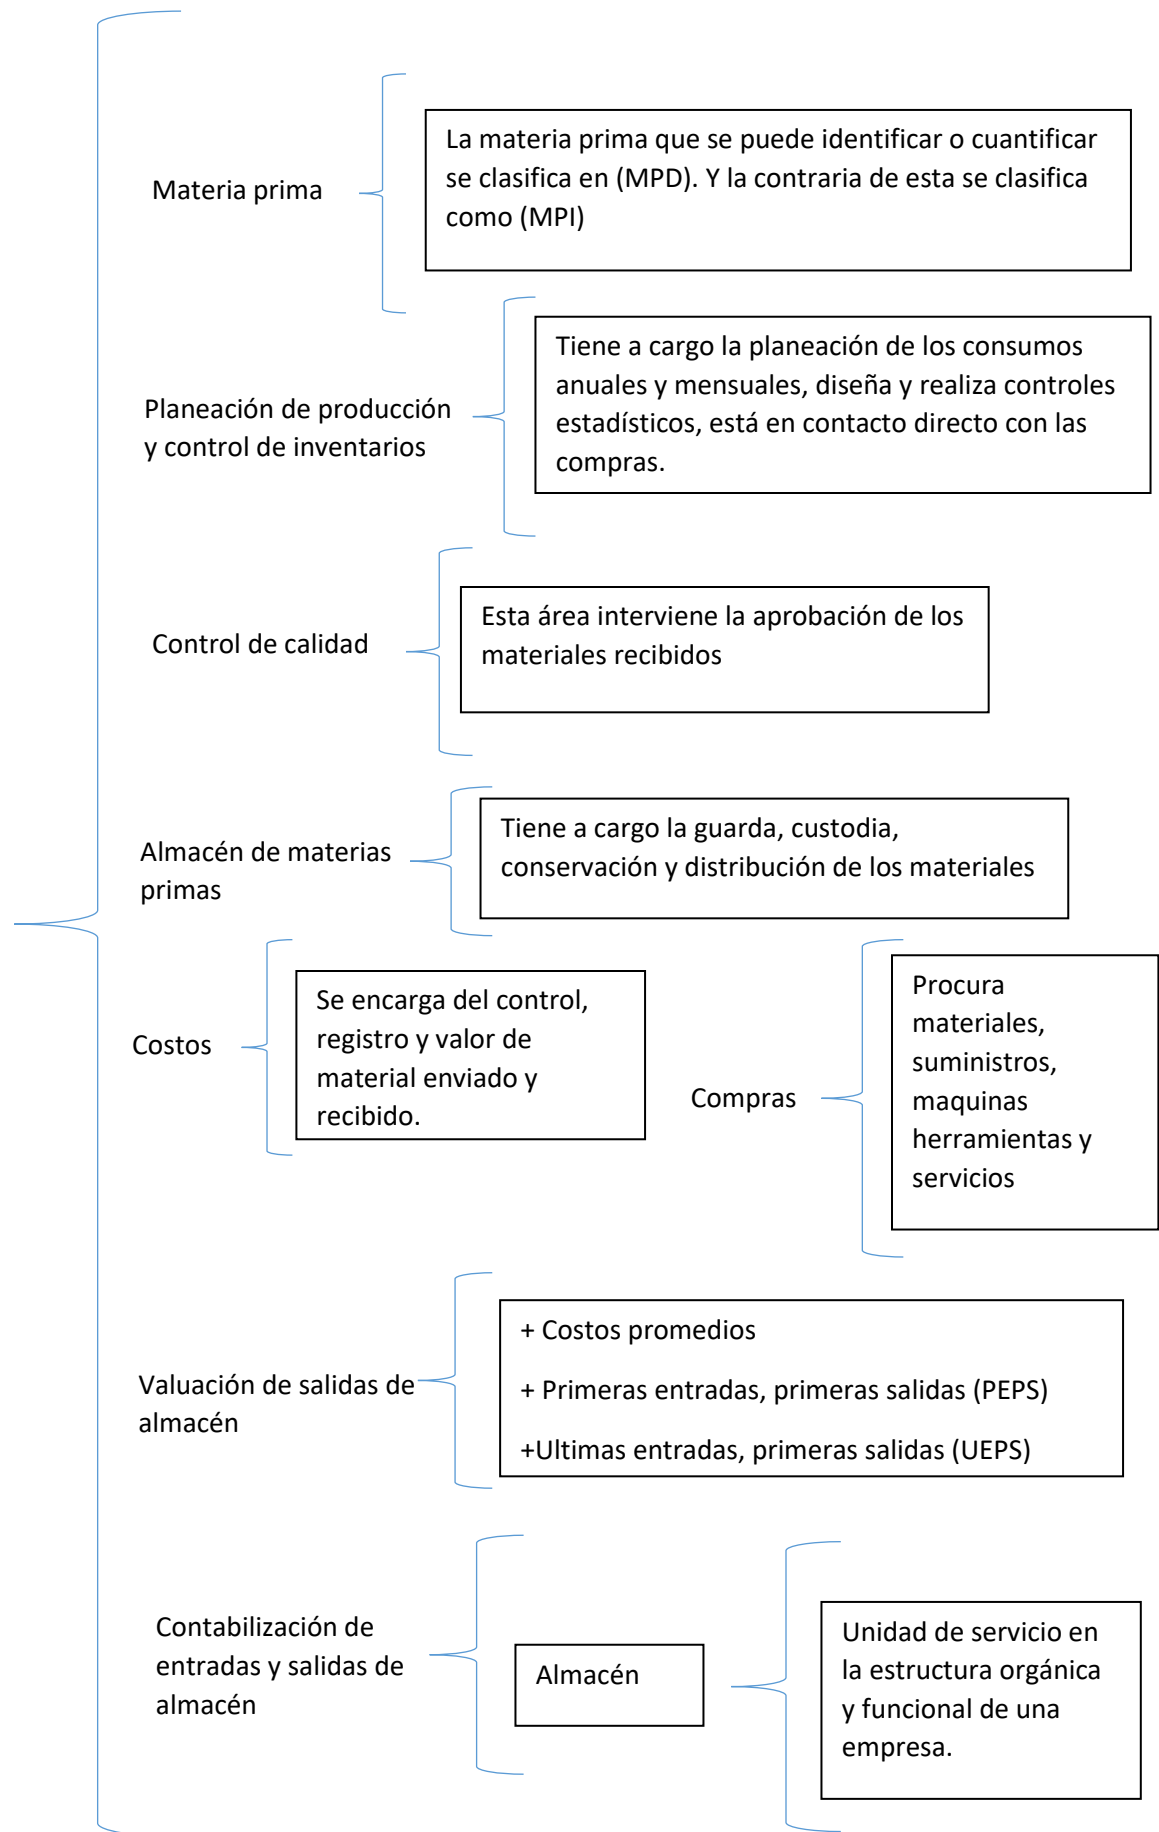 Materia prima
La materia prima que se puede identificar o cuantificar
se clasifica en (MPD). Y la contraria de esta se clasifica
como (MPI)
Planeación de producción
y control de inventarios
Tiene a cargo la planeación de los consumos
anuales y mensuales, diseña y realiza controles
estadísticos, está en contacto directo con las
compras.
Control de calidad
Esta área interviene la aprobación de los
materiales recibidos
Almacén de materias
primas
Tiene a cargo la guarda, custodia,
conservación y distribución de los materiales
Costos
Se encarga del control,
registro y valor de
material enviado y
recibido.
Compras
Procura
materiales,
suministros,
maquinas
herramientas y
servicios
Valuación de salidas de
almacén
+ Costos promedios
+ Primeras entradas, primeras salidas (PEPS)
+Ultimas entradas, primeras salidas (UEPS)
Contabilización de
entradas y salidas de
almacén
Almacén
Unidad de servicio en
la estructura orgánica
y funcional de una
empresa.